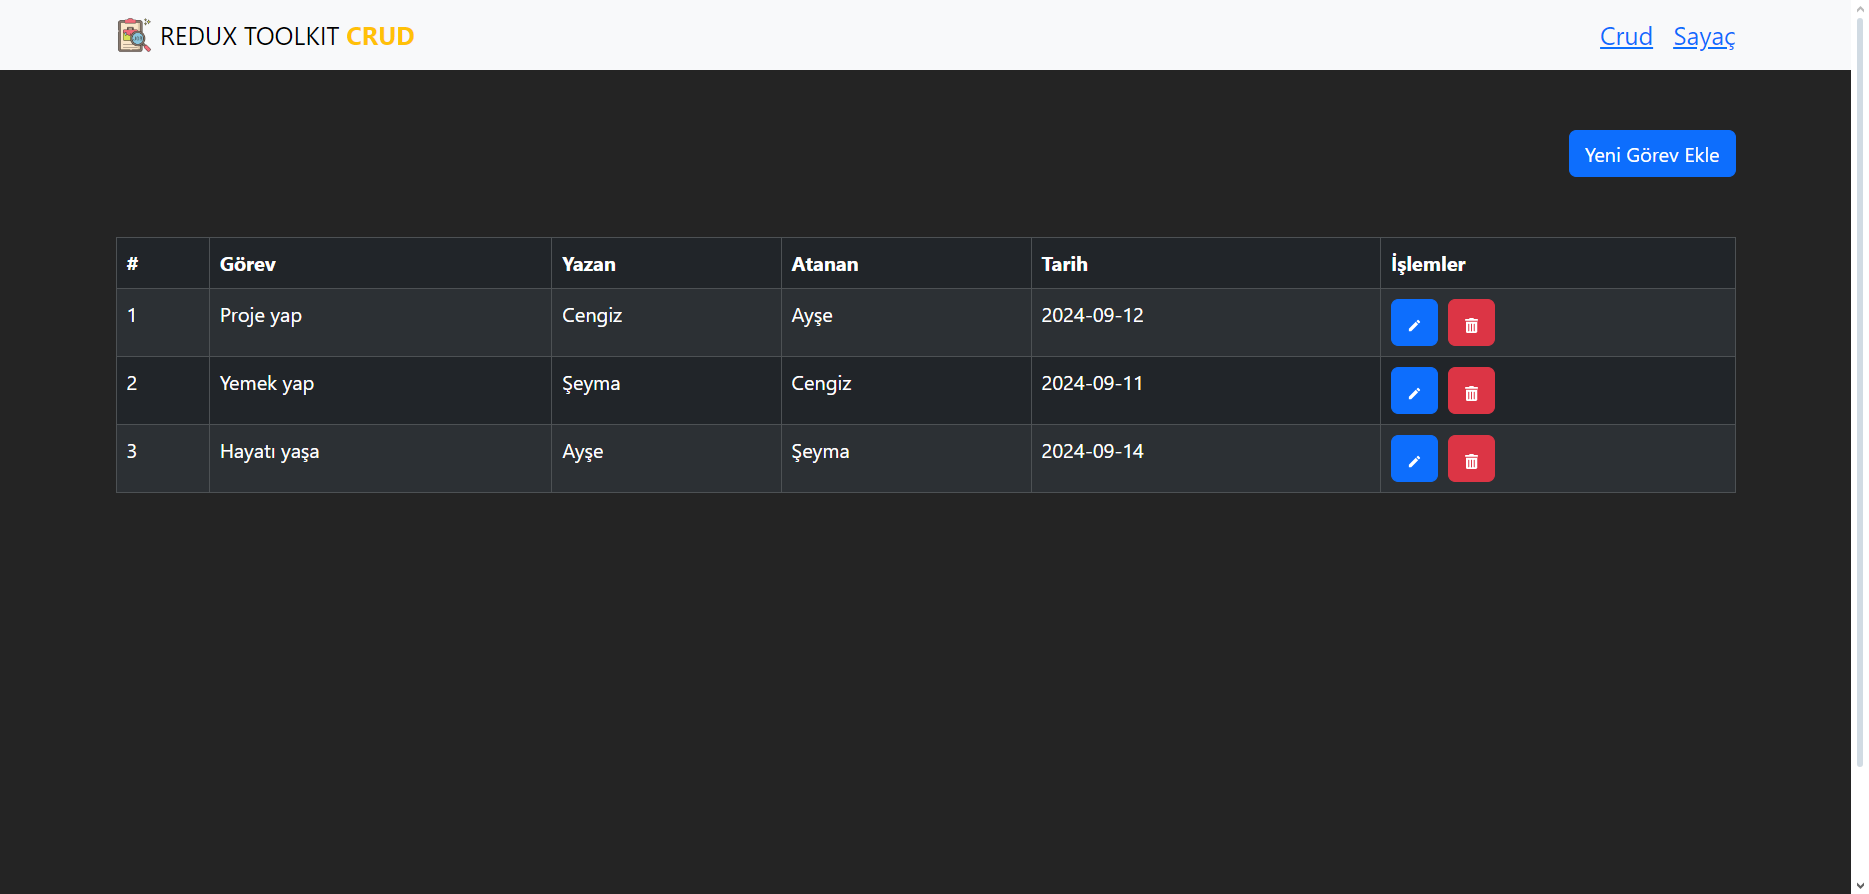 REDUX TOOLKIT CRUD
Crud Sayaç
Yeni Görev Ekle
# Görev Yazan Atanan Tarih İşlemler
1 Proje yap Cengiz Ayşe 2024-09-12
2 Yemek yap Şeyma Cengiz 2024-09-11
3 Hayatı yaşa Ayşe Şeyma 2024-09-14